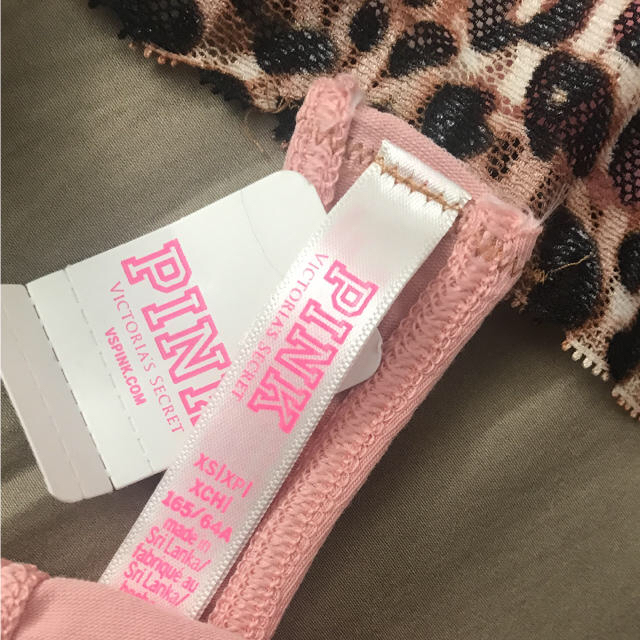 PINK
VICTORIA'S SECRET
VSPINK.COM
PINK
VICTORIA'S SECRET
XS|XP|
XCH|
165/64A
made in
Sri Lanka/
fabriqué au
Sri Lanka/